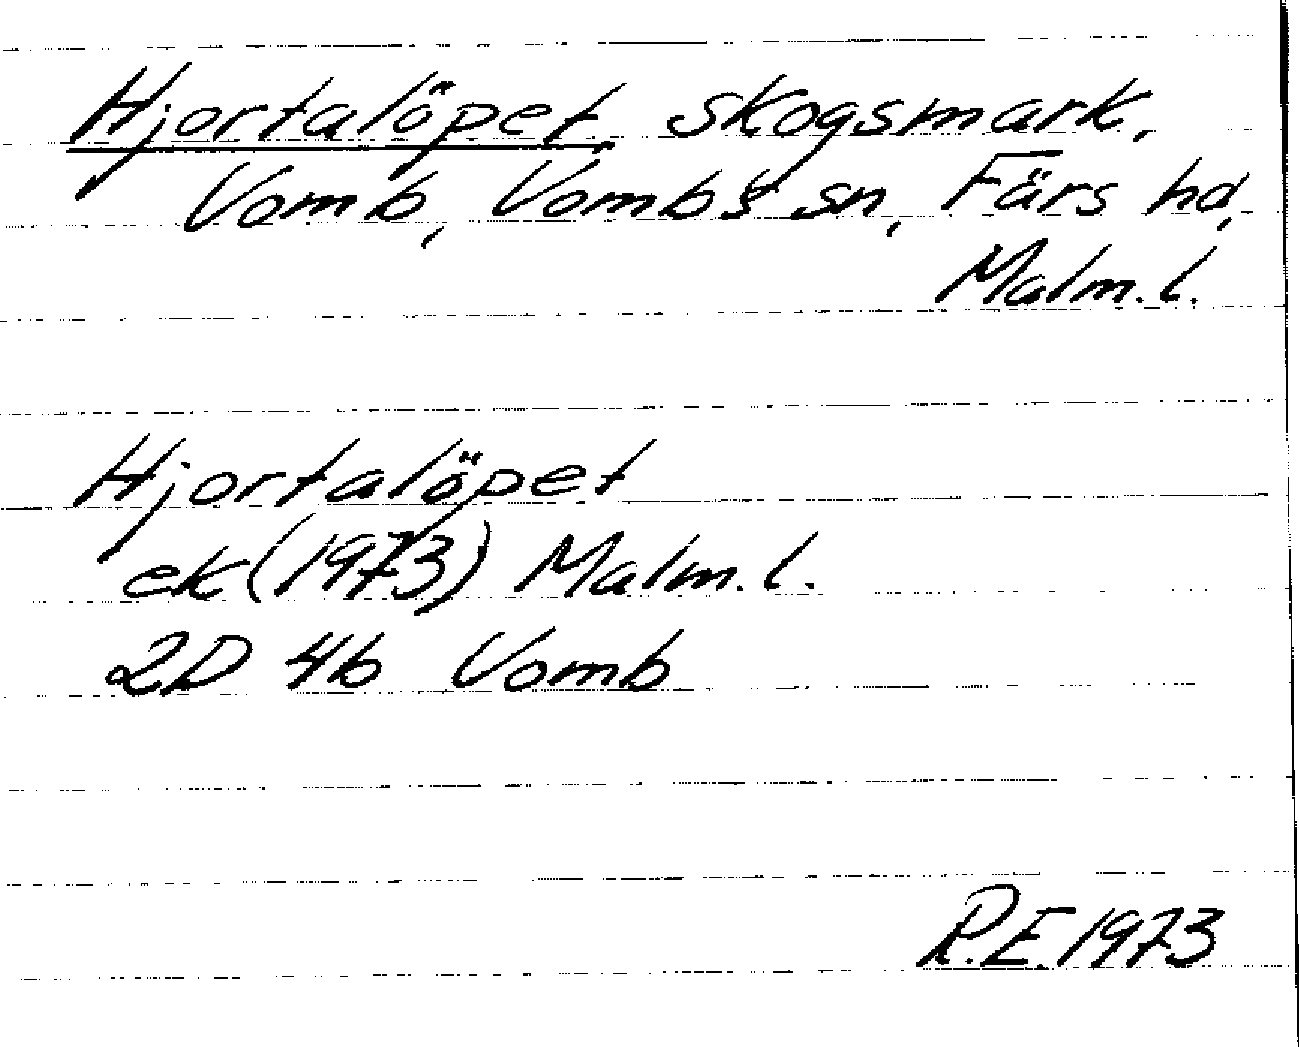 Hjortalöpet, skogsmark,
Vomb, Vombs sn, Färs hd,
Malm.l.
Hjortalöpet
ek (1973) Malm.l.
2D 4b Vomb
R.E. 1973